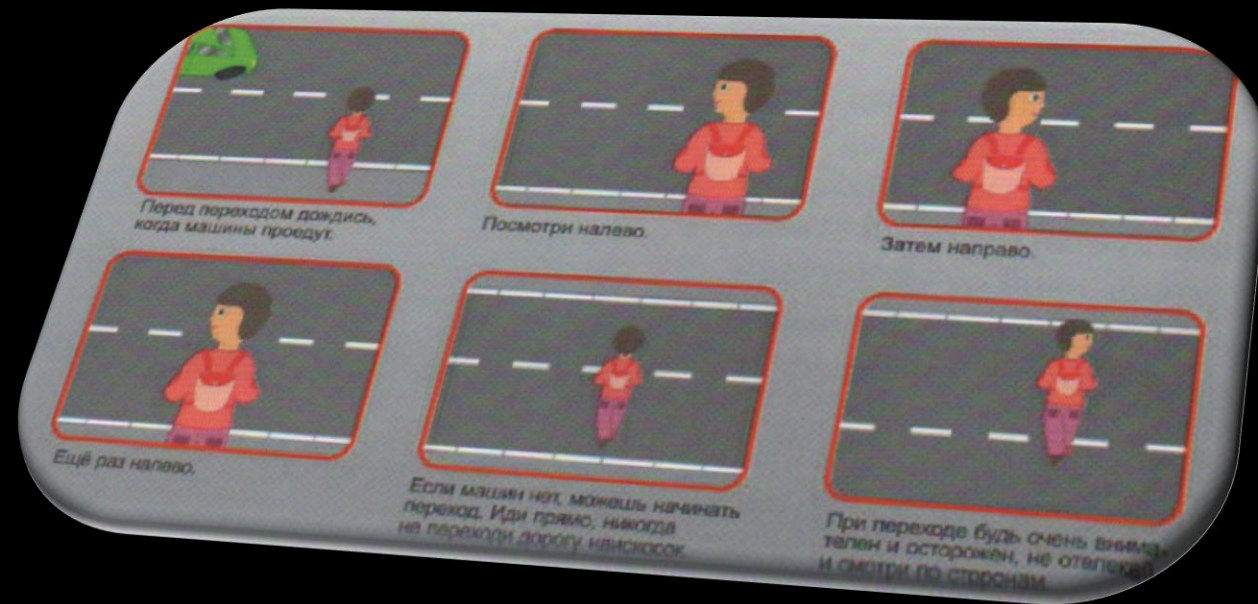 Перед переходом дождись,
когда машины проедут.
Посмотри налево.
Затем направо.
Ещё раз налево.
Если машин нет, можешь начинать
переход. Иди прямо, никогда
не переходи дорогу наискосок.
При переходе будь очень внима-
телен и осторожен, не отвлекайся
и смотри по сторонам.